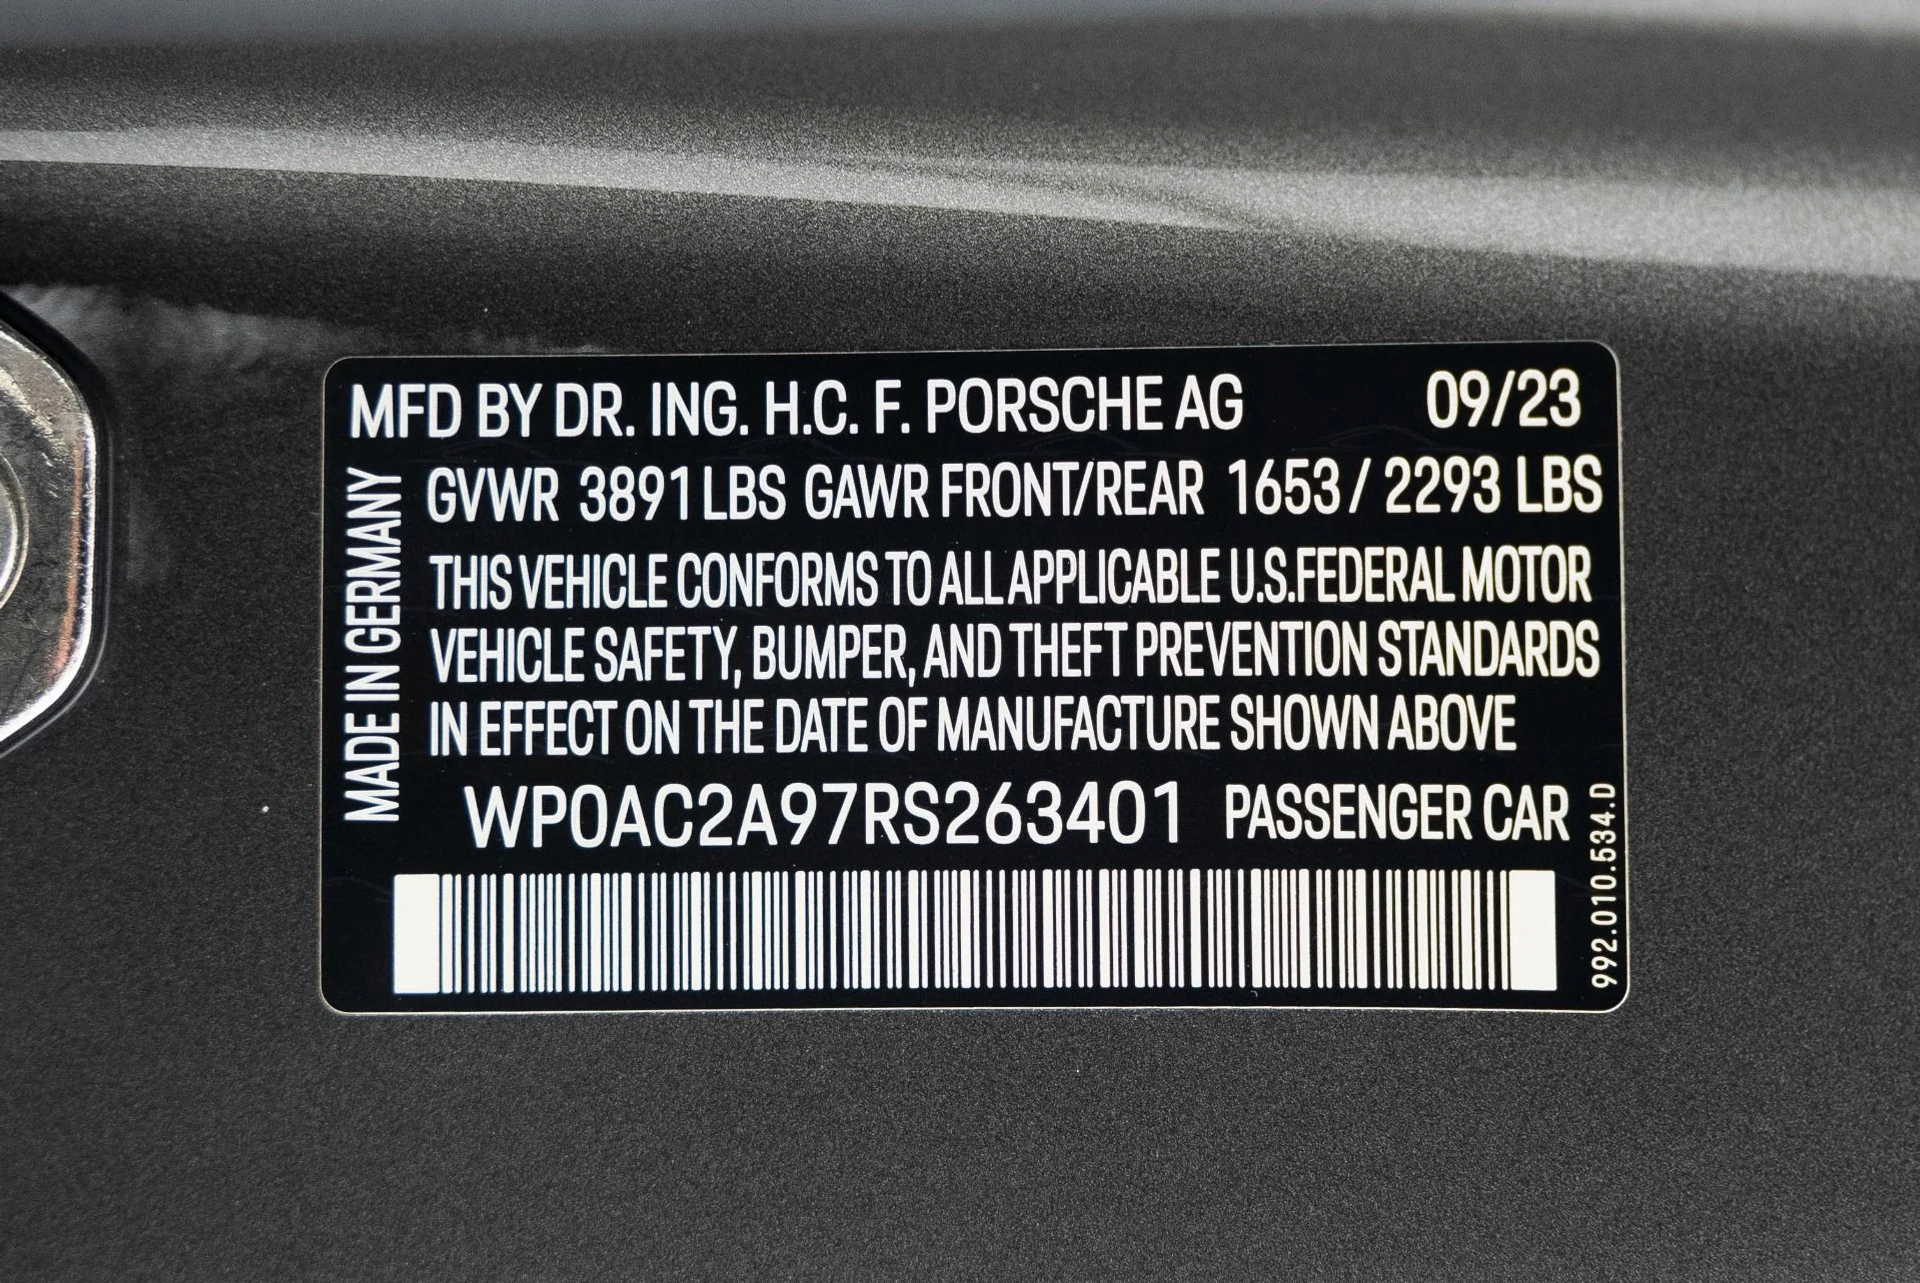 MFD BY DR. ING. H.C. F. PORSCHE AG 09/23
GVWR 3891 LBS GAWR FRONT/REAR 1653 / 2293 LBS
THIS VEHICLE CONFORMS TO ALL APPLICABLE U.S.FEDERAL MOTOR
VEHICLE SAFETY, BUMPER, AND THEFT PREVENTION STANDARDS
IN EFFECT ON THE DATE OF MANUFACTURE SHOWN ABOVE
WP0AC2A97RS263401 PASSENGER CAR
MADE IN GERMANY
992.010.534.D